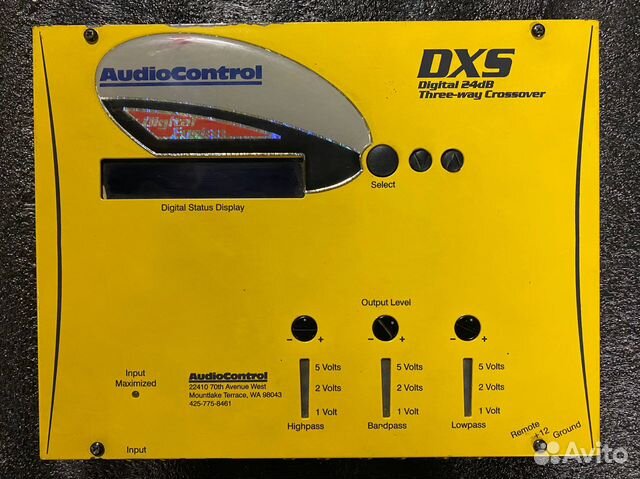 AudioControl
DXS
Digital 24dB
Three-way Crossover
Digital
Select
Digital Status Display
Output Level
- + - + - +
5 Volts 5 Volts 5 Volts
2 Volts 2 Volts 2 Volts
1 Volt 1 Volt 1 Volt
Highpass Bandpass Lowpass
Input
Maximized
AudioControl
22410 70th Avenue West
Mountlake Terrace, WA 98043
425-775-8461
Input
Remote +12 Ground
Avito